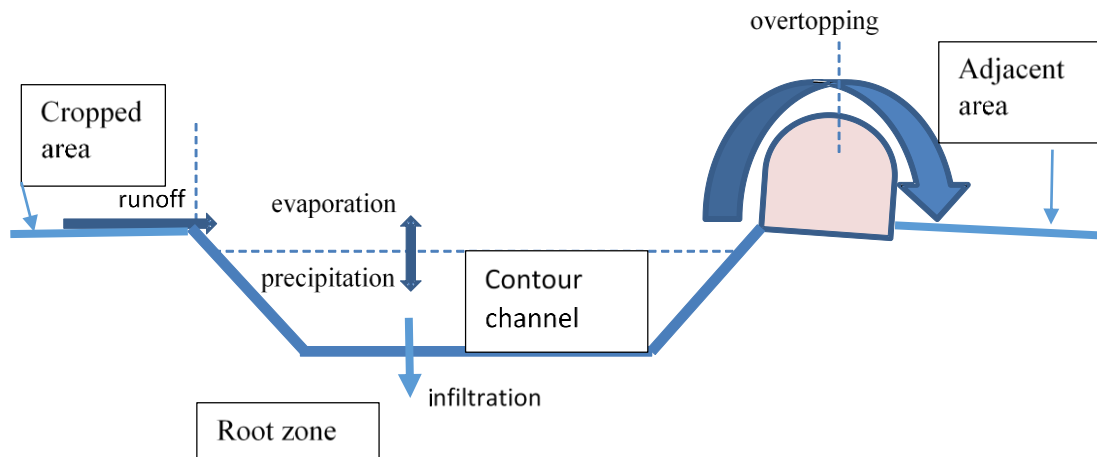 overtopping
Cropped
area
Adjacent
area
runoff
evaporation
precipitation
Contour
channel
infiltration
Root zone